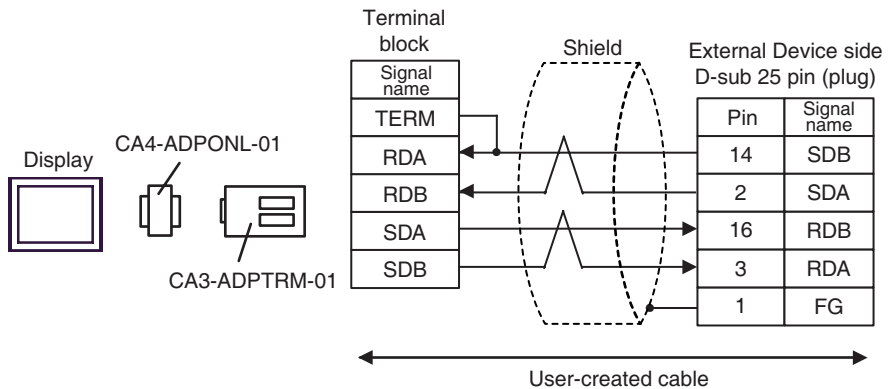 Display
CA4-ADPONL-01
CA3-ADPTRM-01
Terminal
block
Signal
name
TERM
RDA
RDB
SDA
SDB
Shield
External Device side
D-sub 25 pin (plug)
Pin Signal
name
14 SDB
2 SDA
16 RDB
3 RDA
1 FG
User-created cable